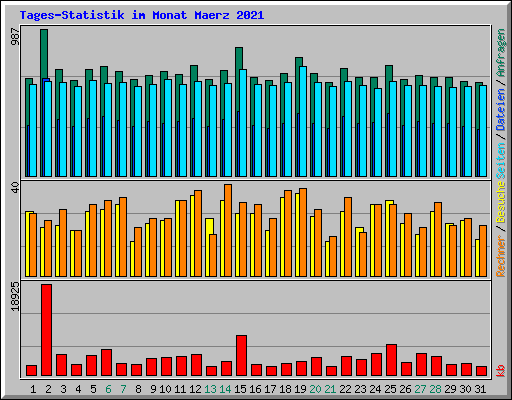 Tages-Statistik im Monat Maerz 2021
987
40
18925
Rechner / Besuche Seiten / Dateien / Anfragen
kb
1 2 3 4 5 6 7 8 9 10 11 12 13 14 15 16 17 18 19 20 21 22 23 24 25 26 27 28 29 30 31